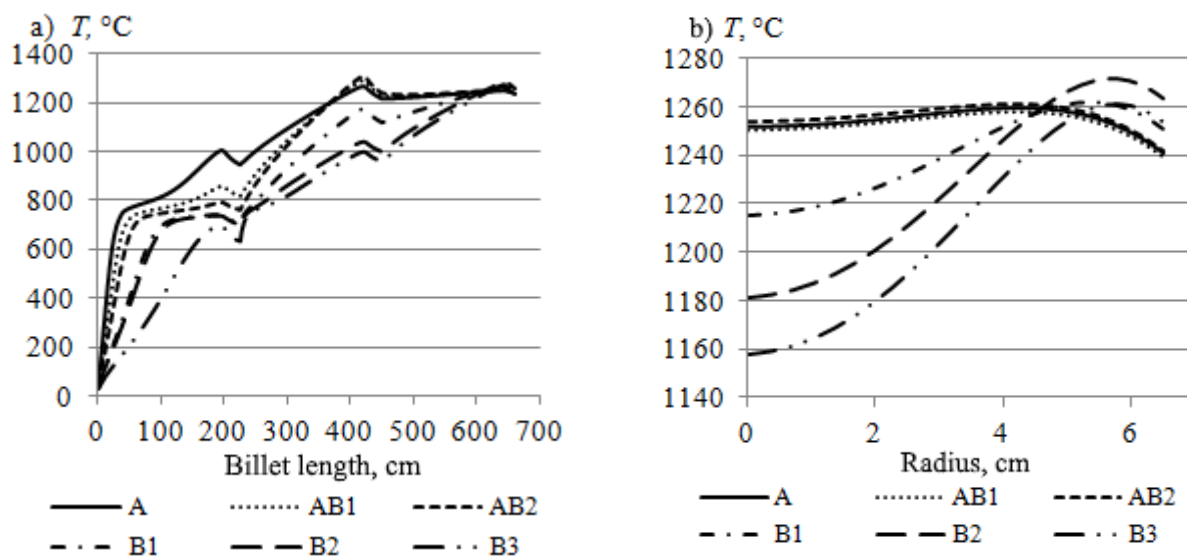 a) T, °C
1400
1200
1000
800
600
400
200
0
0 100 200 300 400 500 600 700
Billet length, cm
A AB1 AB2
B1 B2 B3
b) T, °C
1280
1260
1240
1220
1200
1180
1160
1140
0 2 4 6
Radius, cm
A AB1 AB2
B1 B2 B3